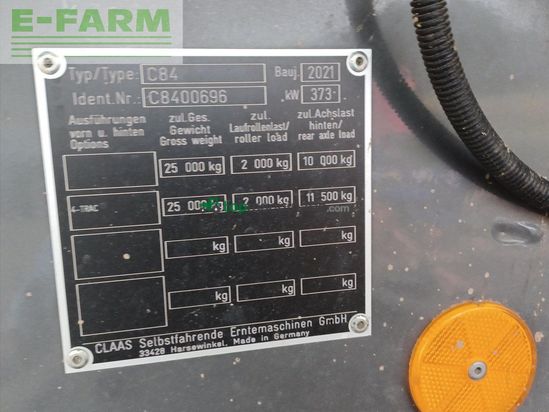 E-FARM
Typ/Type: C84 Bauj. 2021
Ident.Nr.: C8400696 kW 373
Ausführungen vorn u. hinten Options
zul.Ges. Gewicht Gross weight
zul. Laufrollenlast/ roller load
zul.Achslast hinten/ rear axle load
25 000 kg 2 000 kg 10 000 kg
4-TRAC 25 000 kg 2 000 kg 11 500 kg
.com
kg kg kg
kg kg kg
CLAAS Selbstfahrende Erntemaschinen GmbH
33428 Harsewinkel. Made in Germany